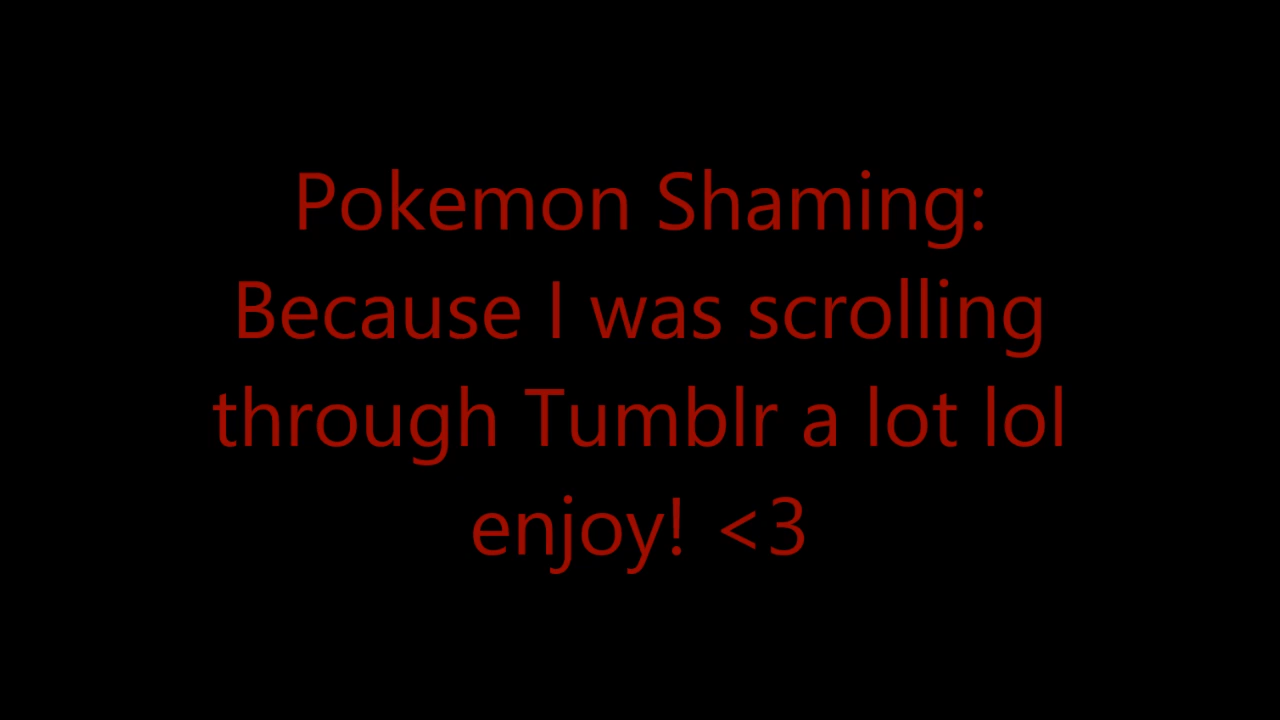 Pokemon Shaming:
Because I was scrolling
through Tumblr a lot lol
enjoy! <3